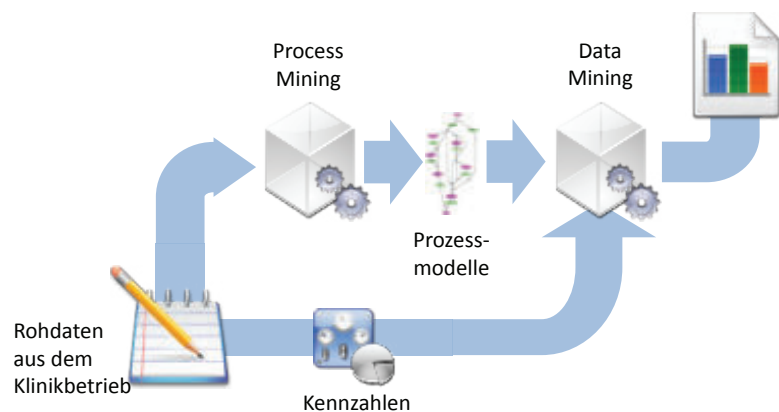 Process
Mining
Data
Mining
Prozess-
modelle
Rohdaten
aus dem
Klinikbetrieb
Kennzahlen